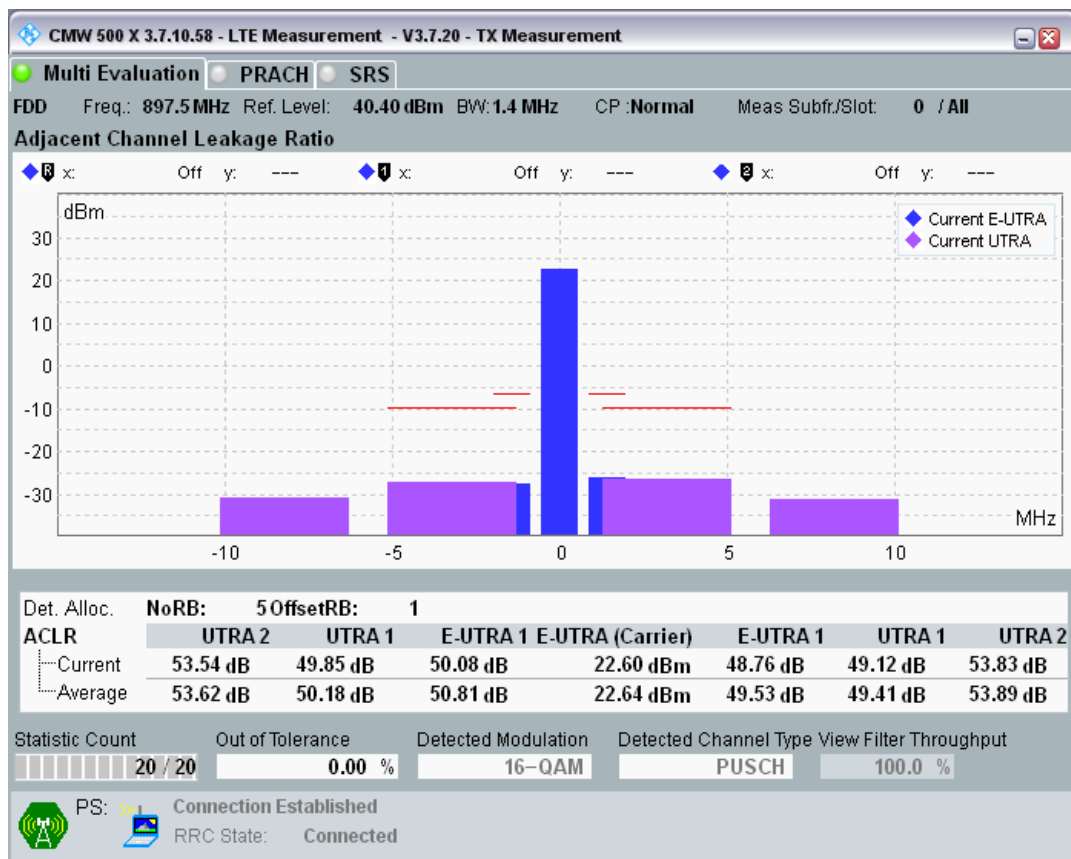 CMW 500 X 3.7.10.58 - LTE Measurement - V3.7.20 - TX Measurement
Multi Evaluation PRACH SRS
FDD Freq.: 897.5 MHz Ref. Level: 40.40 dBm BW: 1.4 MHz CP :Normal Meas Subfr./Slot: 0 / All
Adjacent Channel Leakage Ratio
R x: Off y: --- 1 x: Off y: --- 2 x: Off y: ---
dBm
Current E-UTRA
Current UTRA
30
20
10
0
-10
-20
-30
MHz
-10 -5 0 5 10
Det. Alloc. NoRB: 5 OffsetRB: 1
ACLR UTRA 2 UTRA 1 E-UTRA 1 E-UTRA (Carrier) E-UTRA 1 UTRA 1 UTRA 2
Current 53.54 dB 49.85 dB 50.08 dB 22.60 dBm 48.76 dB 49.12 dB 53.83 dB
Average 53.62 dB 50.18 dB 50.81 dB 22.64 dBm 49.53 dB 49.41 dB 53.89 dB
Statistic Count Out of Tolerance Detected Modulation Detected Channel Type View Filter Throughput
20 / 20 0.00 % 16-QAM PUSCH 100.0 %
PS: Connection Established
RRC State: Connected